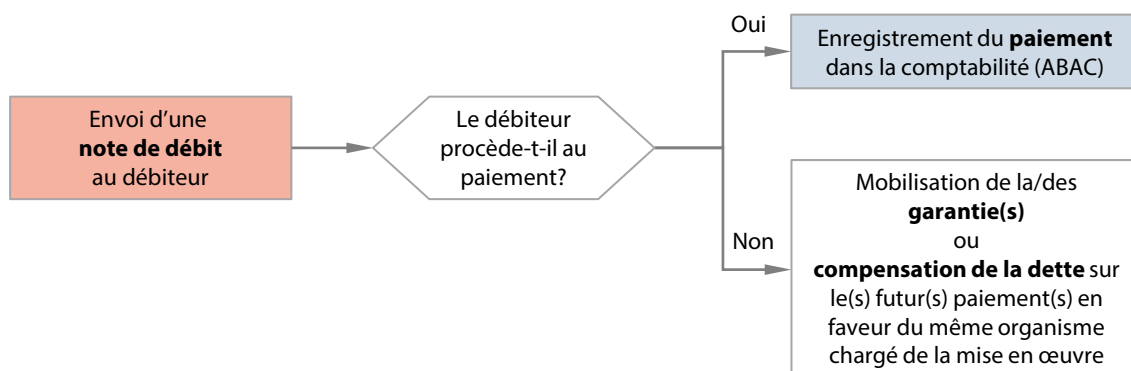 Envoi d’une
note de débit
au débiteur
Le débiteur
procède-t-il au
paiement?
Oui
Enregistrement du paiement
dans la comptabilité (ABAC)
Non
Mobilisation de la/des
garantie(s)
ou
compensation de la dette sur
le(s) futur(s) paiement(s) en
faveur du même organisme
chargé de la mise en œuvre